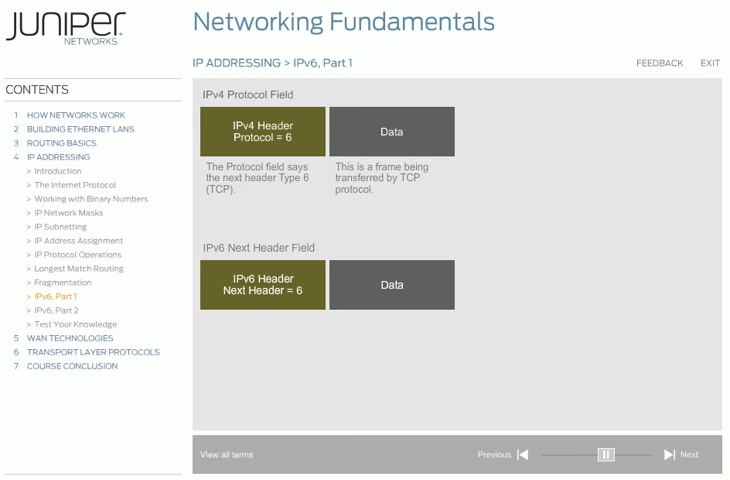 JUNIPER
NETWORKS
Networking Fundamentals
IP ADDRESSING > IPv6, Part 1
FEEDBACK
EXIT
CONTENTS
1 HOW NETWORKS WORK
2 BUILDING ETHERNET LANS
3 ROUTING BASICS
4 IP ADDRESSING
> Introduction
> The Internet Protocol
> Working with Binary Numbers
> IP Network Masks
> IP Subnetting
> IP Address Assignment
> IP Protocol Operations
> Longest Match Routing
> Fragmentation
> IPv6, Part 1
> IPv6, Part 2
> Test Your Knowledge
5 WAN TECHNOLOGIES
6 TRANSPORT LAYER PROTOCOLS
7 COURSE CONCLUSION
IPv4 Protocol Field
IPv4 Header
Protocol = 6
Data
The Protocol field says
the next header Type 6
(TCP).
This is a frame being
transferred by TCP
protocol.
IPv6 Next Header Field
IPv6 Header
Next Header = 6
Data
View all terms
Previous
Next